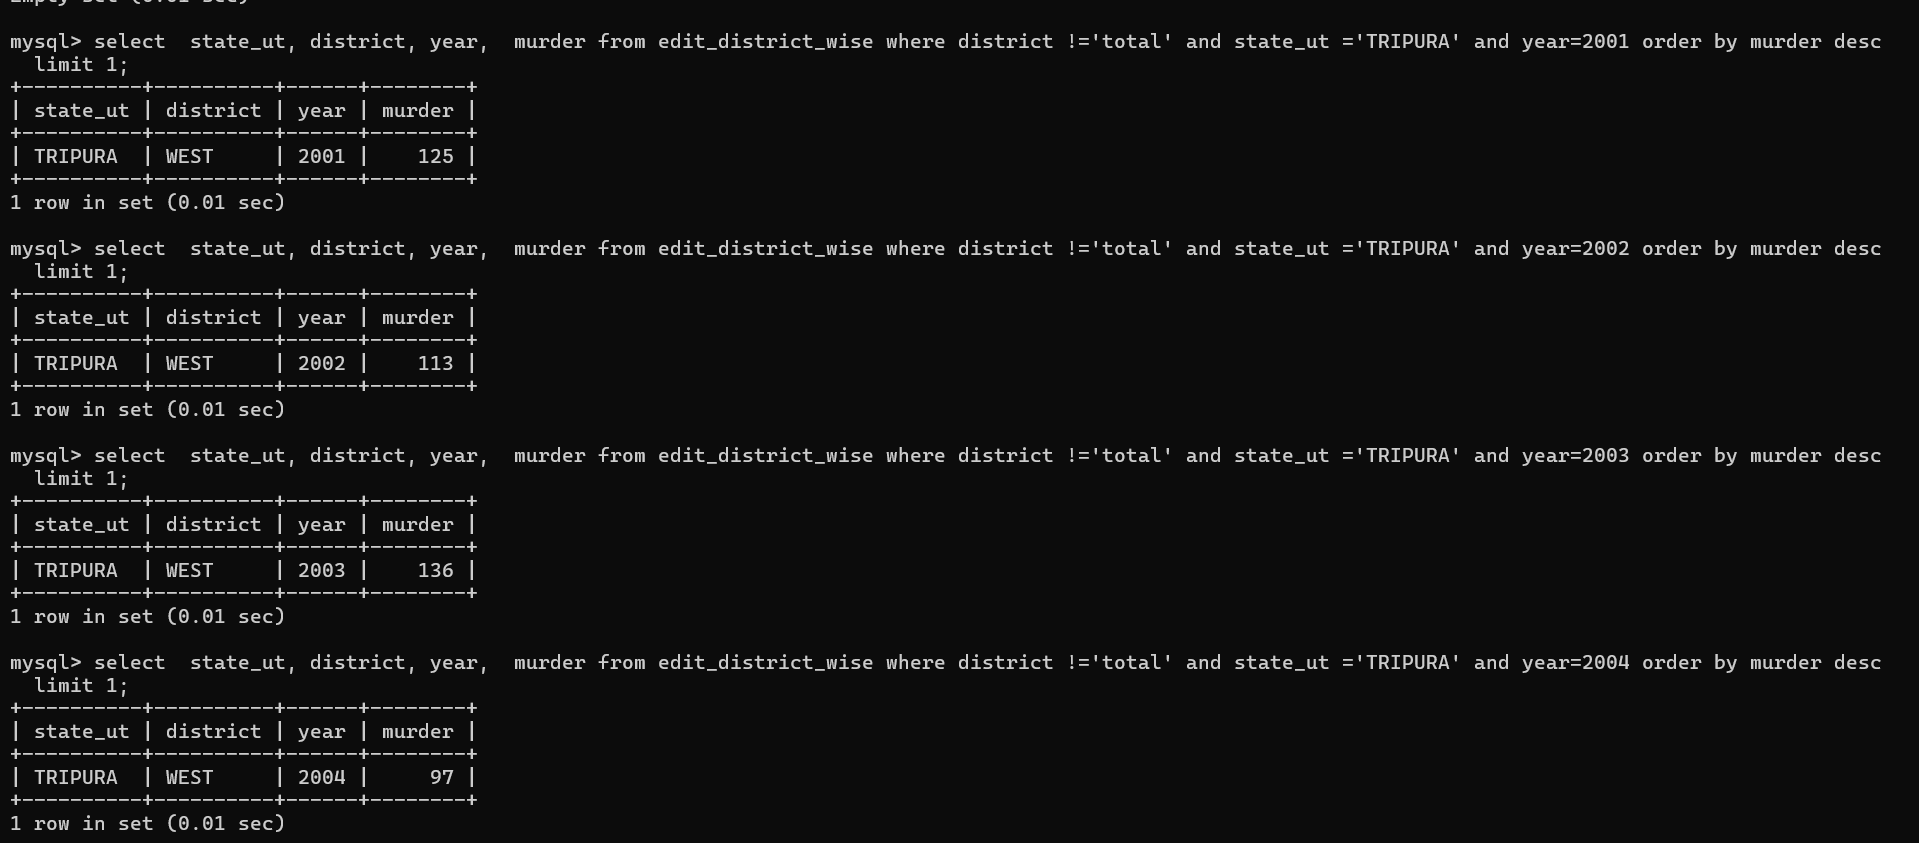 Empty set (0.01 sec)
mysql> select  state_ut, district, year,  murder from edit_district_wise where district !='total' and state_ut ='TRIPURA' and year=2001 order by murder desc
  limit 1;
+----------+----------+------+--------+
| state_ut | district | year | murder |
+----------+----------+------+--------+
| TRIPURA  | WEST     | 2001 |    125 |
+----------+----------+------+--------+
1 row in set (0.01 sec)
mysql> select  state_ut, district, year,  murder from edit_district_wise where district !='total' and state_ut ='TRIPURA' and year=2002 order by murder desc
  limit 1;
+----------+----------+------+--------+
| state_ut | district | year | murder |
+----------+----------+------+--------+
| TRIPURA  | WEST     | 2002 |    113 |
+----------+----------+------+--------+
1 row in set (0.01 sec)
mysql> select  state_ut, district, year,  murder from edit_district_wise where district !='total' and state_ut ='TRIPURA' and year=2003 order by murder desc
  limit 1;
+----------+----------+------+--------+
| state_ut | district | year | murder |
+----------+----------+------+--------+
| TRIPURA  | WEST     | 2003 |    136 |
+----------+----------+------+--------+
1 row in set (0.01 sec)
mysql> select  state_ut, district, year,  murder from edit_district_wise where district !='total' and state_ut ='TRIPURA' and year=2004 order by murder desc
  limit 1;
+----------+----------+------+--------+
| state_ut | district | year | murder |
+----------+----------+------+--------+
| TRIPURA  | WEST     | 2004 |     97 |
+----------+----------+------+--------+
1 row in set (0.01 sec)